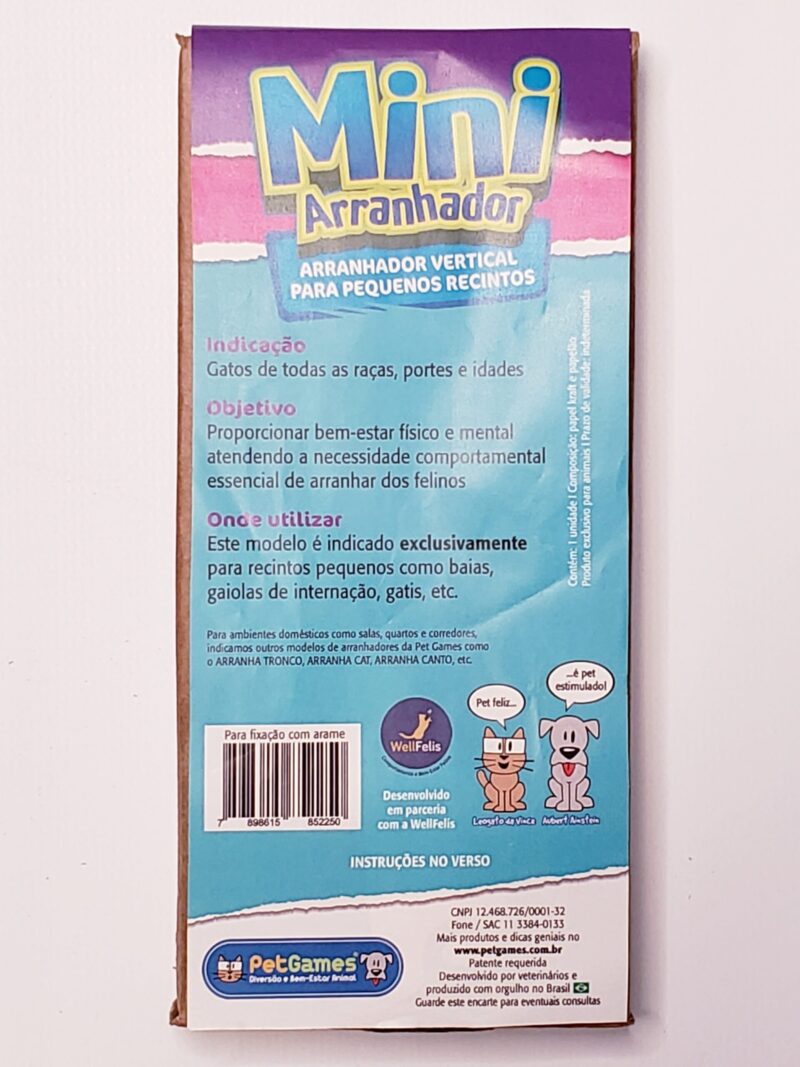 Mini
Arranhador
ARRANHADOR VERTICAL
PARA PEQUENOS RECINTOS
Indicação
Gatos de todas as raças, portes e idades
Objetivo
Proporcionar bem-estar físico e mental
atendendo a necessidade comportamental
essencial de arranhar dos felinos
Onde utilizar
Este modelo é indicado exclusivamente
para recintos pequenos como baias,
gaiolas de internação, gatis, etc.
Contém: 1 unidade | Composição: papel kraft e papelão
Produto exclusivo para animais | Prazo de validade: indeterminada
Para ambientes domésticos como salas, quartos e corredores,
indicamos outros modelos de arranhadores da Pet Games como
o ARRANHA TRONCO, ARRANHA CAT, ARRANHA CANTO, etc.
Para fixação com arame
7 898615 852250
WellFelis
Comportamento e Bem-Estar Felino
Desenvolvido
em parceria
com a WellFelis
Pet feliz...
...é pet
estimulado!
Leogato da Vince Aubert Ainstein
INSTRUÇÕES NO VERSO
PetGames
Diversão e Bem-Estar Animal
CNPJ 12.468.726/0001-32
Fone / SAC 11 3384-0133
Mais produtos e dicas geniais no
www.petgames.com.br
Patente requerida
Desenvolvido por veterinários e
produzido com orgulho no Brasil
Guarde este encarte para eventuais consultas